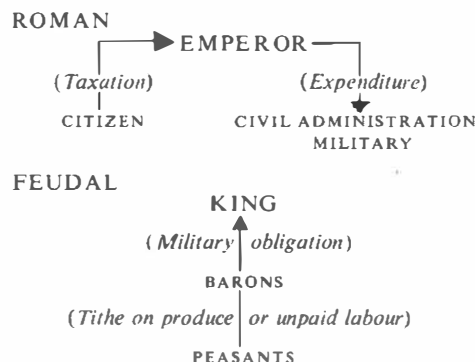 ROMAN
EMPEROR
(Taxation) (Expenditure)
CITIZEN CIVIL ADMINISTRATION
MILITARY
FEUDAL
KING
(Military obligation)
BARONS
(Tithe on produce or unpaid labour)
PEASANTS